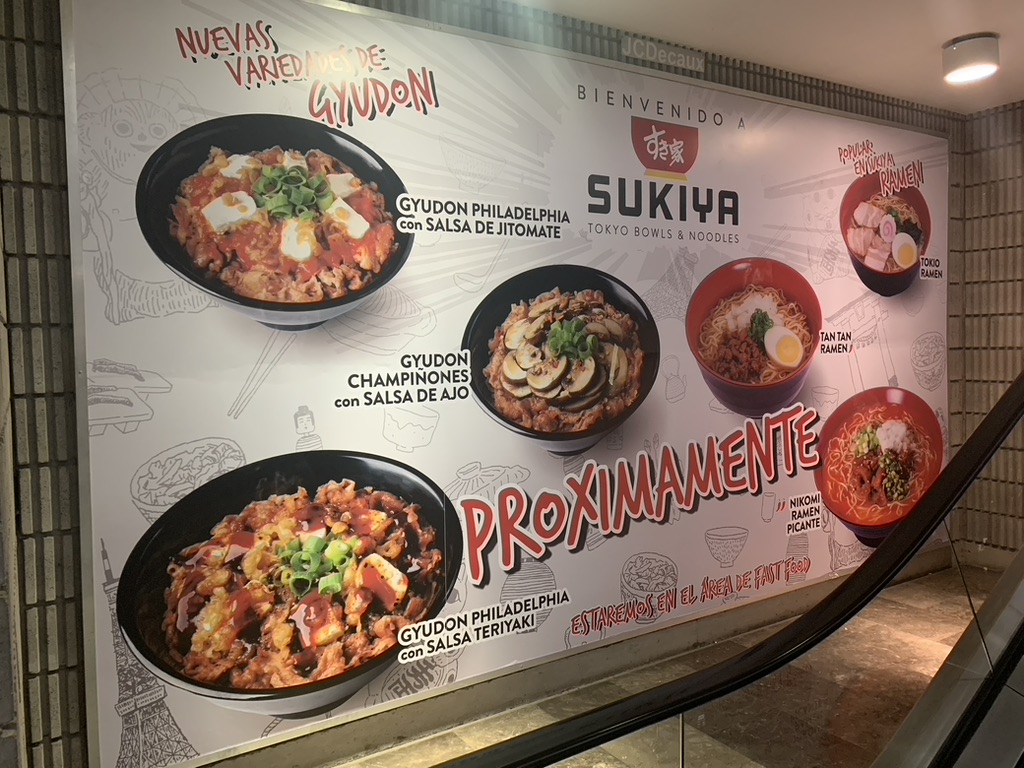 JCDecaux
NUEVAS
VARIEDADES DE
GYUDON!
BIENVENIDO A
すき家
SUKIYA
TOKYO BOWLS & NOODLES
POPULAR
EN SUKIYA!
RAMEN!
GYUDON PHILADELPHIA
con SALSA DE JITOMATE
TOKIO
RAMEN
TAN TAN
RAMEN
GYUDON
CHAMPIÑONES
con SALSA DE AJO
PROXIMAMENTE
NIKOMI
RAMEN
PICANTE
GYUDON PHILADELPHIA
con SALSA TERIYAKI
ESTAREMOS EN EL ÁREA DE FAST FOOD